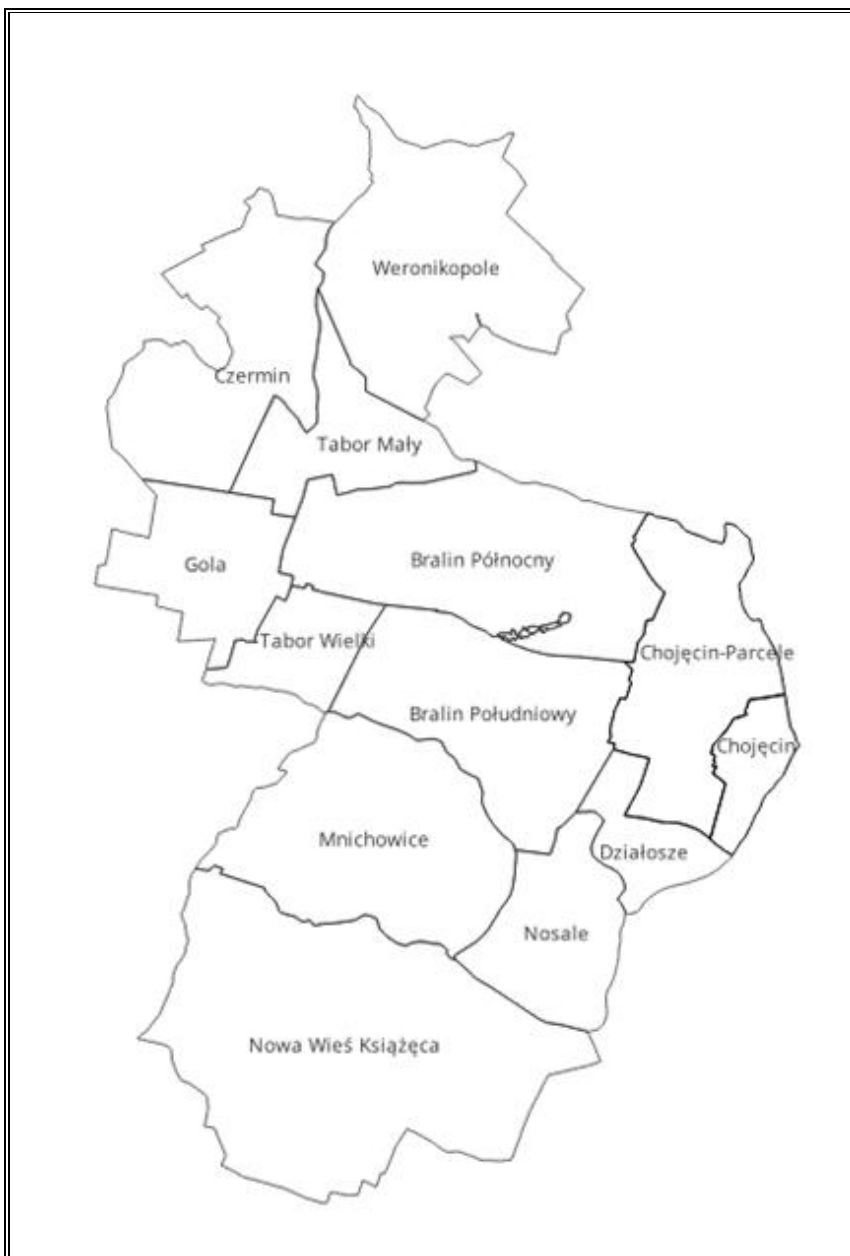 Weronikopole
Czermin
Tabor Mały
Bralin Północny
Gola
Tabor Wielki
Chojęcin-Parcele
Bralin Południowy
Chojęcin
Mnichowice
Działosze
Nosale
Nowa Wieś Książęca